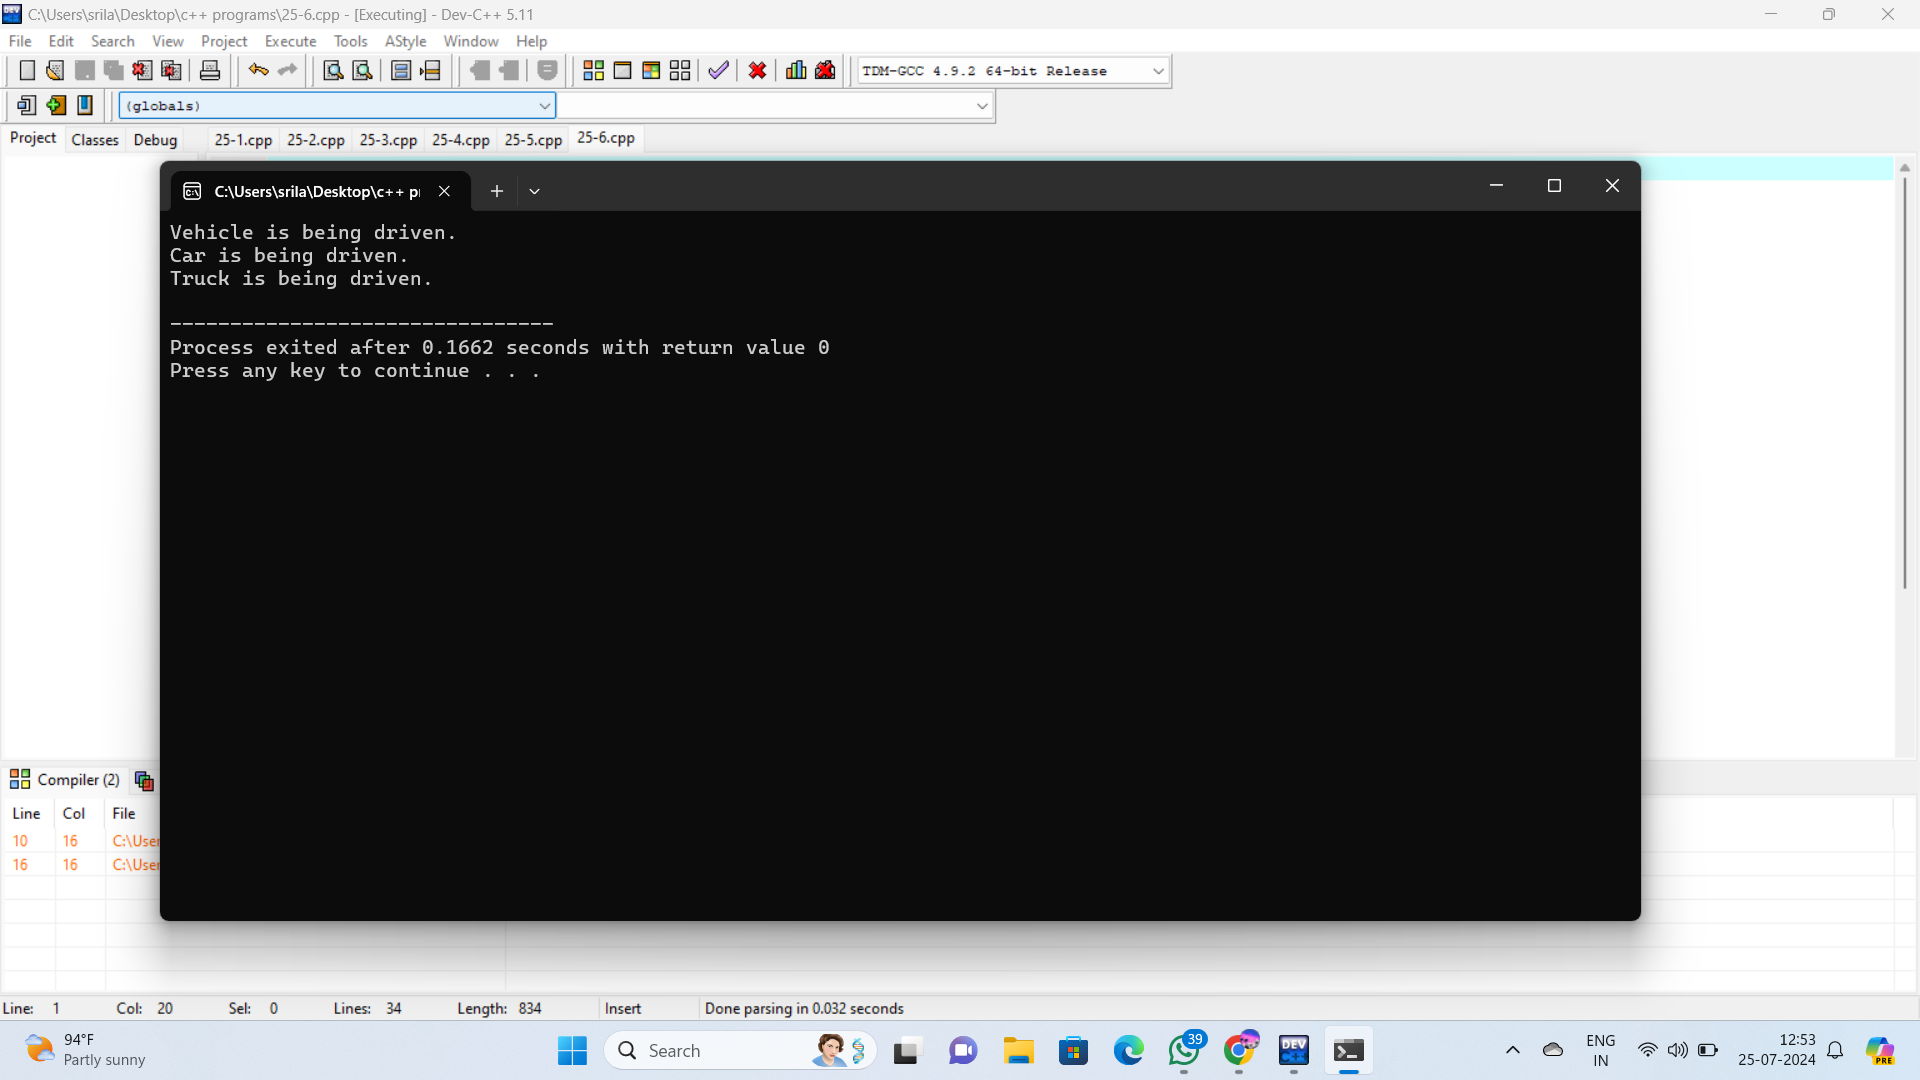 C:\Users\srila\Desktop\c++ programs\25-6.cpp - [Executing] - Dev-C++ 5.11
File Edit Search View Project Execute Tools AStyle Window Help
TDM-GCC 4.9.2 64-bit Release
(globals)
Project Classes Debug 25-1.cpp 25-2.cpp 25-3.cpp 25-4.cpp 25-5.cpp 25-6.cpp
C:\Users\srila\Desktop\c++ p
Vehicle is being driven.
Car is being driven.
Truck is being driven.
--------------------------------
Process exited after 0.1662 seconds with return value 0
Press any key to continue . . .
Compiler (2)
Line Col File
10 16 C:\User
16 16 C:\User
Line: 1 Col: 20 Sel: 0 Lines: 34 Length: 834 Insert Done parsing in 0.032 seconds
94°F
Partly sunny
Search
39
DEV
ENG
IN
12:53
25-07-2024
PRE